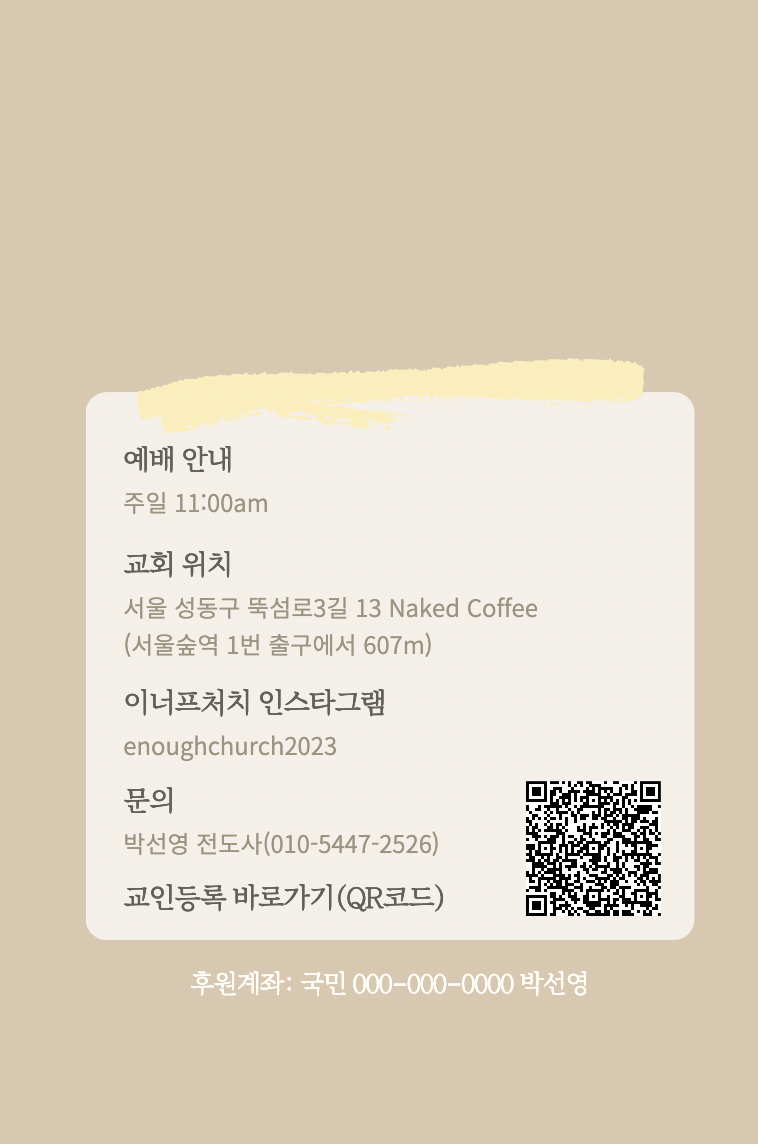 예배 안내
주일 11:00am
교회 위치
서울 성동구 뚝섬로3길 13 Naked Coffee
(서울숲역 1번 출구에서 607m)
이너프처치 인스타그램
enoughchurch2023
문의
박선영 전도사(010-5447-2526)
교인등록 바로가기(QR코드)
후원계좌: 국민 000-000-0000 박선영